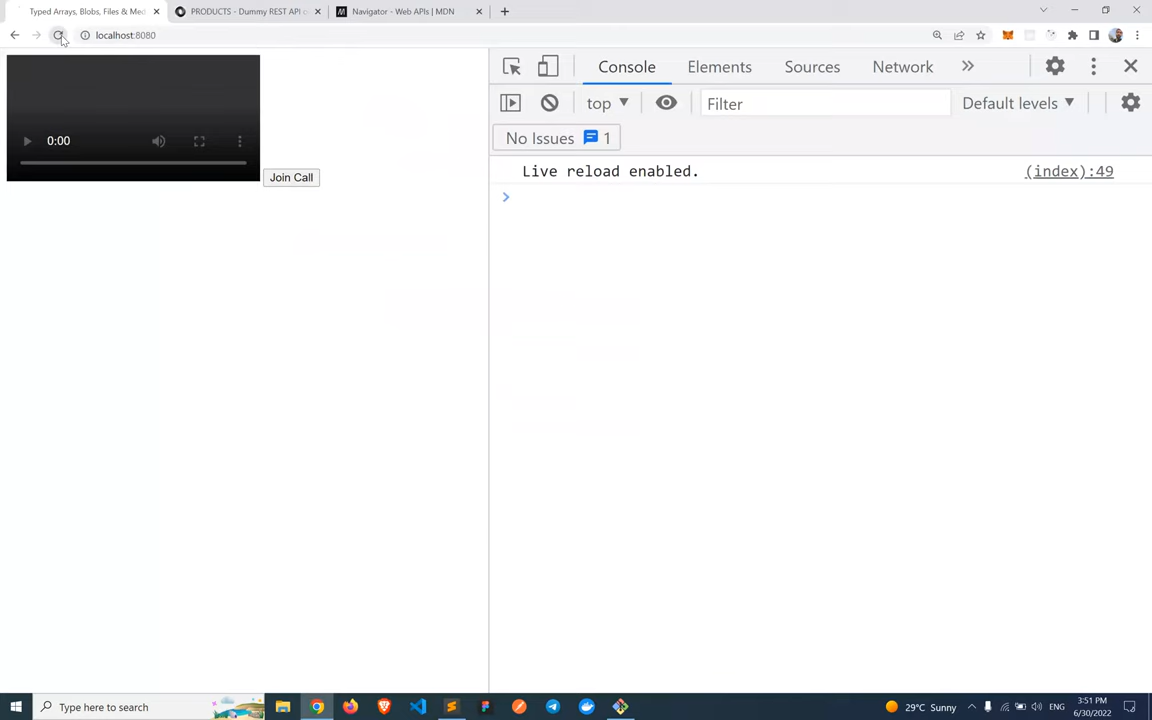 Typed Arrays, Blobs, Files & Med
PRODUCTS - Dummy REST API
Navigator - Web APIs | MDN
localhost:8080
0:00
Join Call
Console
Elements
Sources
Network
top
Filter
Default levels
No Issues
1
Live reload enabled.
(index):49
Type here to search
29°C Sunny
ENG
3:51 PM
6/30/2022